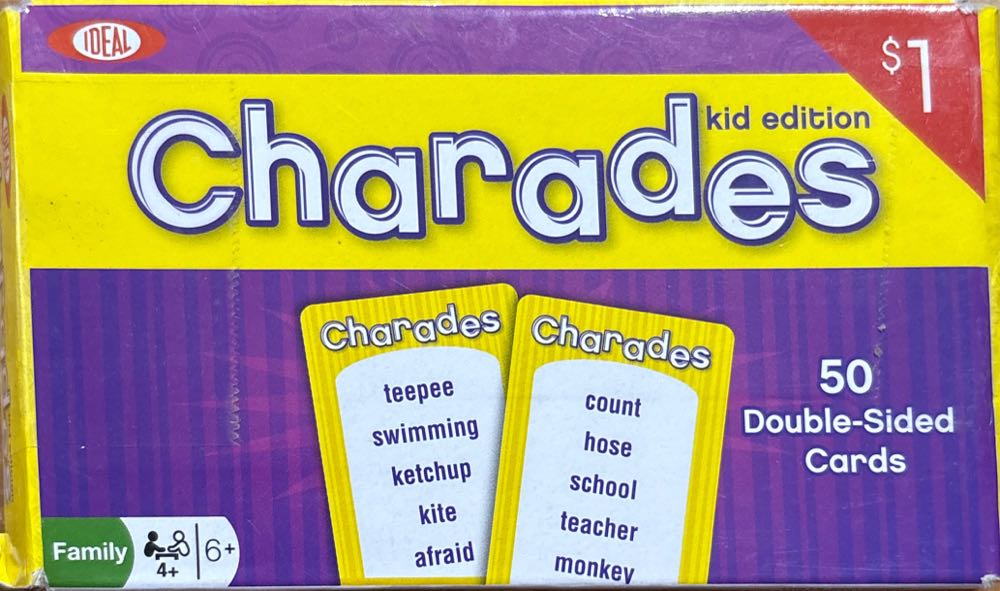 IDEAL
$1
kid edition
Charades
Charades
teepee
swimming
ketchup
kite
afraid
Charades
count
hose
school
teacher
monkey
50
Double-Sided
Cards
Family
4+
6+